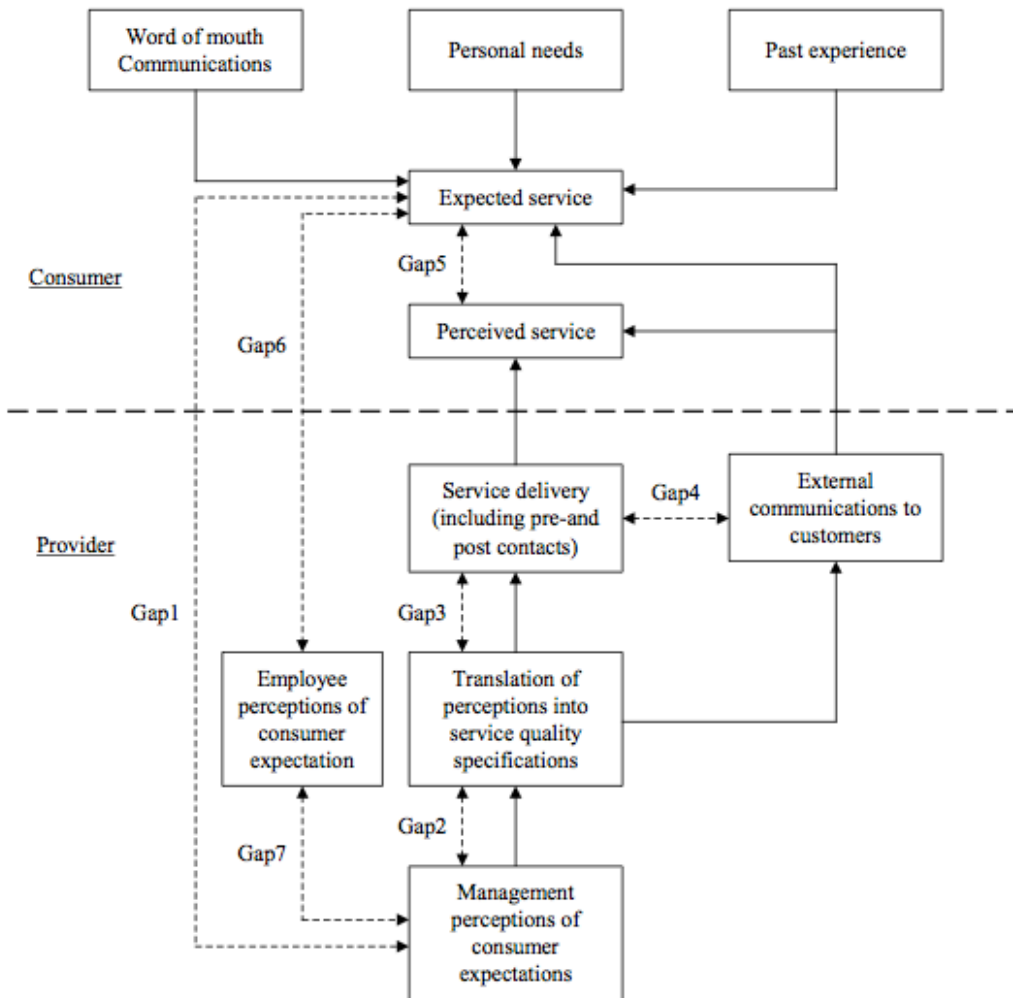 Word of mouth
Communications
Personal needs
Past experience
Expected service
Gap5
Consumer
Perceived service
Gap6
Service delivery
(including pre-and
post contacts)
Gap4
External
communications to
customers
Provider
Gap1
Gap3
Employee
perceptions of
consumer
expectation
Translation of
perceptions into
service quality
specifications
Gap2
Gap7
Management
perceptions of
consumer
expectations